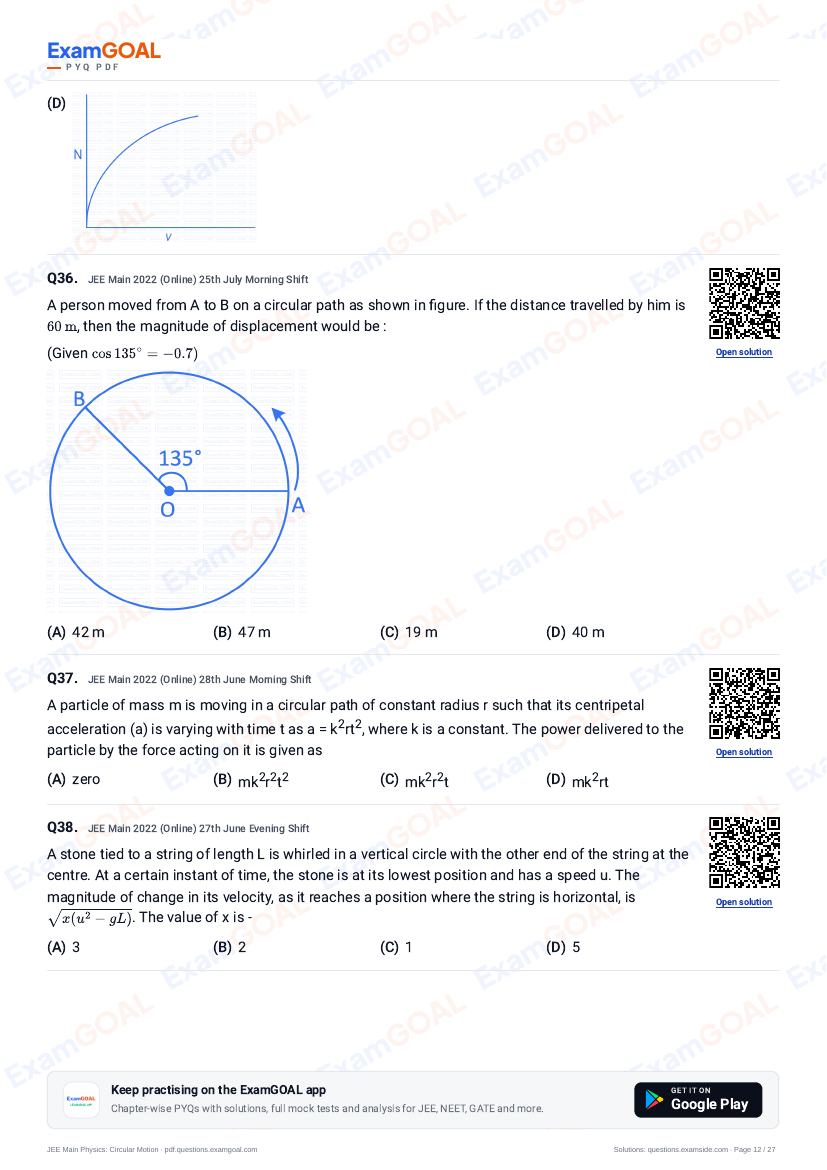 ExamGOAL
PYQ PDF
(D)
N
v
Q36. JEE Main 2022 (Online) 25th July Morning Shift
A person moved from A to B on a circular path as shown in figure. If the distance travelled by him is
60 m, then the magnitude of displacement would be :
(Given cos 135° = −0.7)
Open solution
B
135°
O
A
(A) 42 m (B) 47 m (C) 19 m (D) 40 m
Q37. JEE Main 2022 (Online) 28th June Morning Shift
A particle of mass m is moving in a circular path of constant radius r such that its centripetal
acceleration (a) is varying with time t as a = k²rt², where k is a constant. The power delivered to the
particle by the force acting on it is given as
Open solution
(A) zero (B) mk²r²t² (C) mk²r²t (D) mk²rt
Q38. JEE Main 2022 (Online) 27th June Evening Shift
A stone tied to a string of length L is whirled in a vertical circle with the other end of the string at the
centre. At a certain instant of time, the stone is at its lowest position and has a speed u. The
magnitude of change in its velocity, as it reaches a position where the string is horizontal, is
√(x(u² − gL)). The value of x is -
Open solution
(A) 3 (B) 2 (C) 1 (D) 5
ExamGOAL
Keep practising on the ExamGOAL app
Chapter-wise PYQs with solutions, full mock tests and analysis for JEE, NEET, GATE and more.
GET IT ON
Google Play
JEE Main Physics: Circular Motion · pdf.questions.examgoal.com
Solutions: questions.examside.com · Page 12 / 27